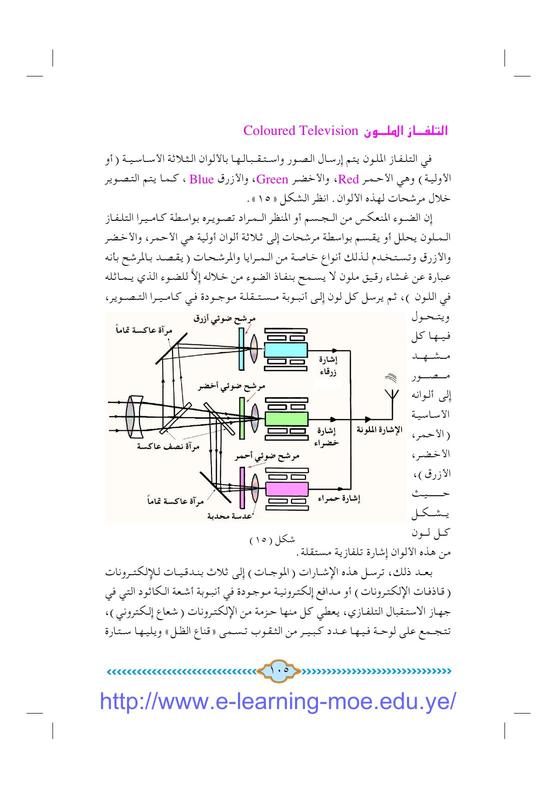 التلفــاز الملــون Coloured Television
في التلفاز الملون يتم إرسال الصور واستقبالها بالألوان الثلاثة الأساسية ( أو
الأولية ) وهي الأحمر Red، والأخضر Green، والأزرق Blue ، كما يتم التصوير
خلال مرشحات لهذه الألوان . انظر الشكل « ١٥ » .
إن الضوء المنعكس من الجسم أو المنظر المراد تصويره بواسطة كاميرا التلفاز
الملون يحلل أو يقسم بواسطة مرشحات إلى ثلاثة ألوان أولية هي الأحمر، والأخضر
والأزرق وتستخدم لذلك أنواع خاصة من المرايا والمرشحات ( يقصد بالمرشح بأنه
عبارة عن غشاء رقيق ملون لا يسمح بنفاذ الضوء من خلاله إلاَّ للضوء الذي يماثله
في اللون )، ثم يرسل كل لون إلى أنبوبة مستقلة موجودة في كاميرا التصوير،
ويتحول
فيها كل
مشهد
مصور
إلى ألوانه
الأساسية
( الأحمر،
الأخضر،
الأزرق )،
حــيث
يشكل
كل لون
مرشح ضوئي أزرق
مرآة عاكسة تماماً
إشارة
زرقاء
مرشح ضوئي أخضر
إشارة
خضراء
الإشارة الملونة
مرآة نصف عاكسة
مرشح ضوئي أحمر
مرآة عاكسة تماماً
إشارة حمراء
عدسة محدبة
شكل ( ١٥ )
من هذه الألوان إشارة تلفازية مستقلة .
بعد ذلك، ترسل هذه الإشارات ( الموجات ) إلى ثلاث بندقيات للإلكترونات
( قاذفات الإلكترونات ) أو مدافع إلكترونية موجودة في أنبوبة أشعة الكاثود التي في
جهاز الاستقبال التلفازي، يعطي كل منها حزمة من الإلكترونات ( شعاع إلكتروني )،
تتجمع على لوحة فيها عدد كبير من الثقوب تسمى « قناع الظل » ويليها ستارة
١٠٥
http://www.e-learning-moe.edu.ye/